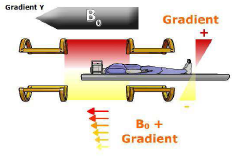 Gradient Y
B0
Gradient
+
-
B0 +
Gradient